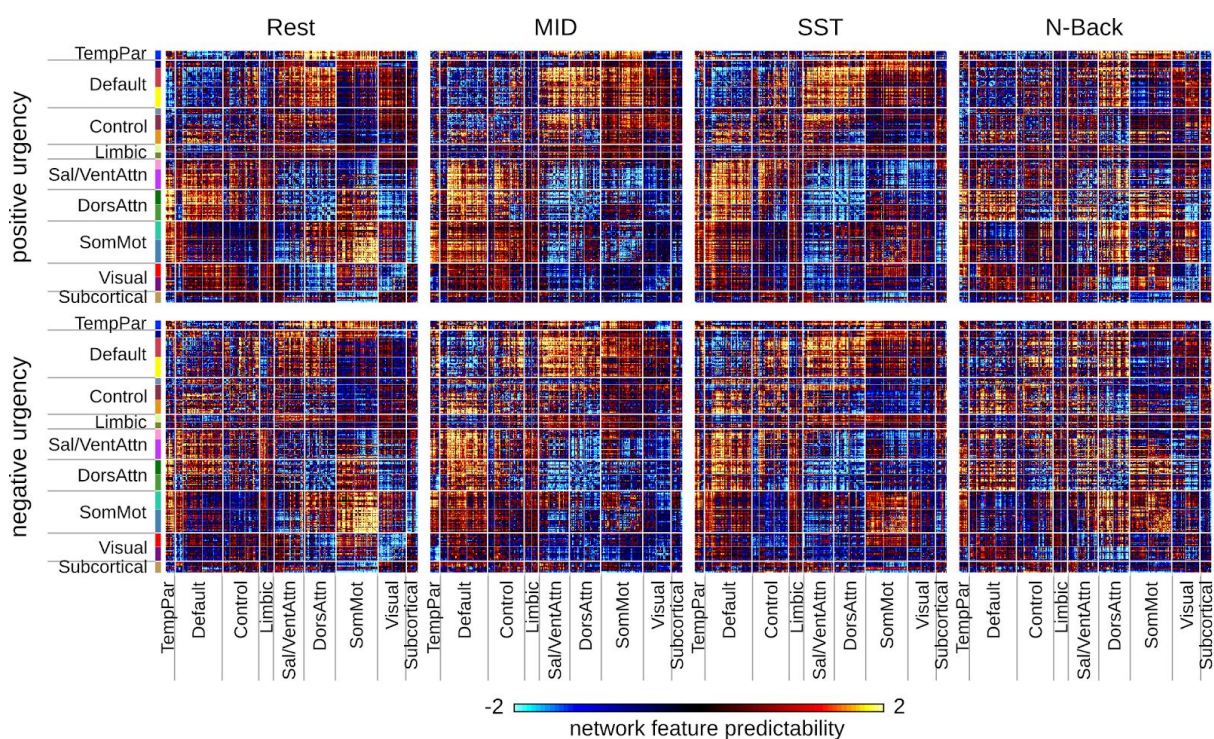 Rest MID SST N-Back
positive urgency
TempPar
Default
Control
Limbic
Sal/VentAttn
DorsAttn
SomMot
Visual
Subcortical
negative urgency
TempPar
Default
Control
Limbic
Sal/VentAttn
DorsAttn
SomMot
Visual
Subcortical
TempPar Default Control Limbic Sal/VentAttn DorsAttn SomMot Visual Subcortical TempPar Default Control Limbic Sal/VentAttn DorsAttn SomMot Visual Subcortical TempPar Default Control Limbic Sal/VentAttn DorsAttn SomMot Visual Subcortical TempPar Default Control Limbic Sal/VentAttn DorsAttn SomMot Visual Subcortical
-2 2
network feature predictability